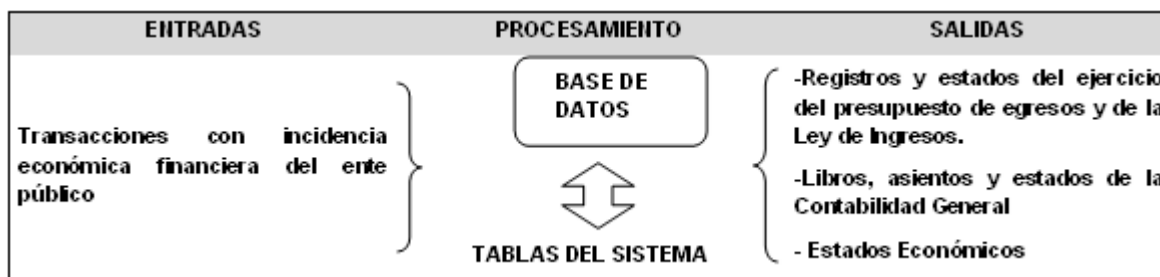 ENTRADAS
PROCESAMIENTO
SALIDAS
Transacciones con incidencia
económica financiera del ente
público
BASE DE
DATOS
TABLAS DEL SISTEMA
-Registros y estados del ejercicio
del presupuesto de egresos y de la
Ley de Ingresos.
-Libros, asientos y estados de la
Contabilidad General
- Estados Económicos